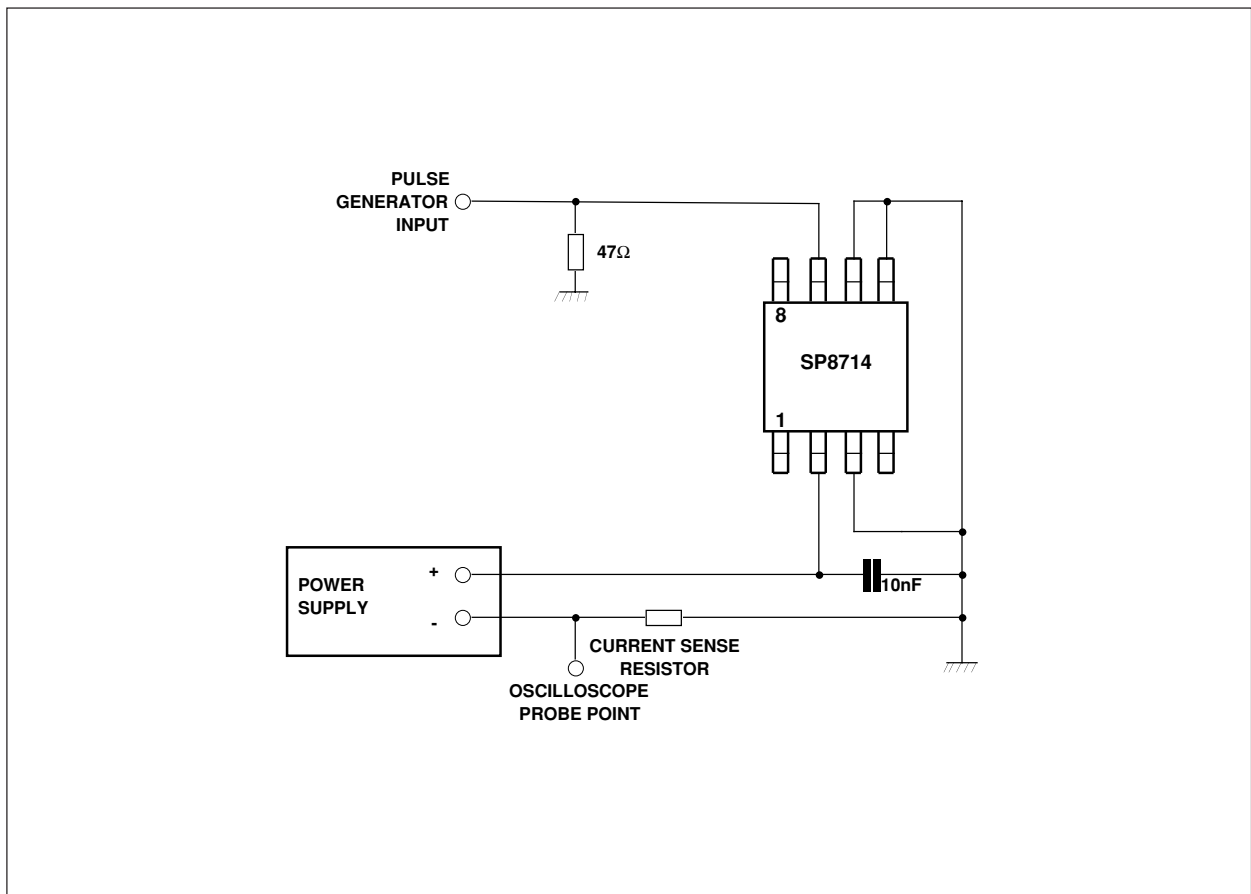 PULSE
GENERATOR
INPUT
47Ω
8
SP8714
1
POWER
SUPPLY
+
-
10nF
CURRENT SENSE
RESISTOR
OSCILLOSCOPE
PROBE POINT